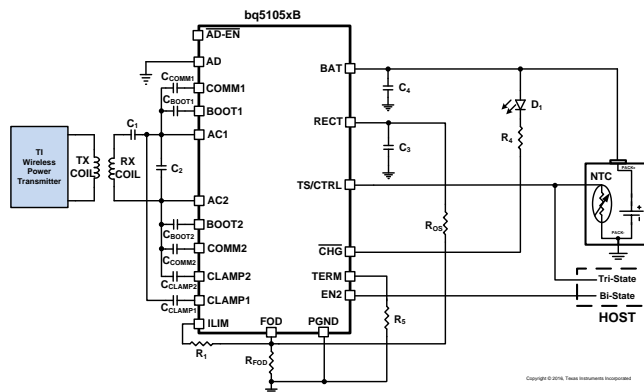 bq5105xB
AD-EN
AD
COMM1
BOOT1
AC1
AC2
BOOT2
COMM2
CLAMP2
CLAMP1
ILIM
FOD
PGND
BAT
RECT
TS/CTRL
CHG
TERM
EN2
TI
Wireless
Power
Transmitter
TX
COIL
RX
COIL
C1
C2
CCOMM1
CBOOT1
CBOOT2
CCOMM2
CCLAMP2
CCLAMP1
R1
RFOD
C4
C3
D1
R4
ROS
R5
NTC
PACK+
PACK-
+
-
Tri-State
Bi-State
HOST
Copyright © 2016, Texas Instruments Incorporated